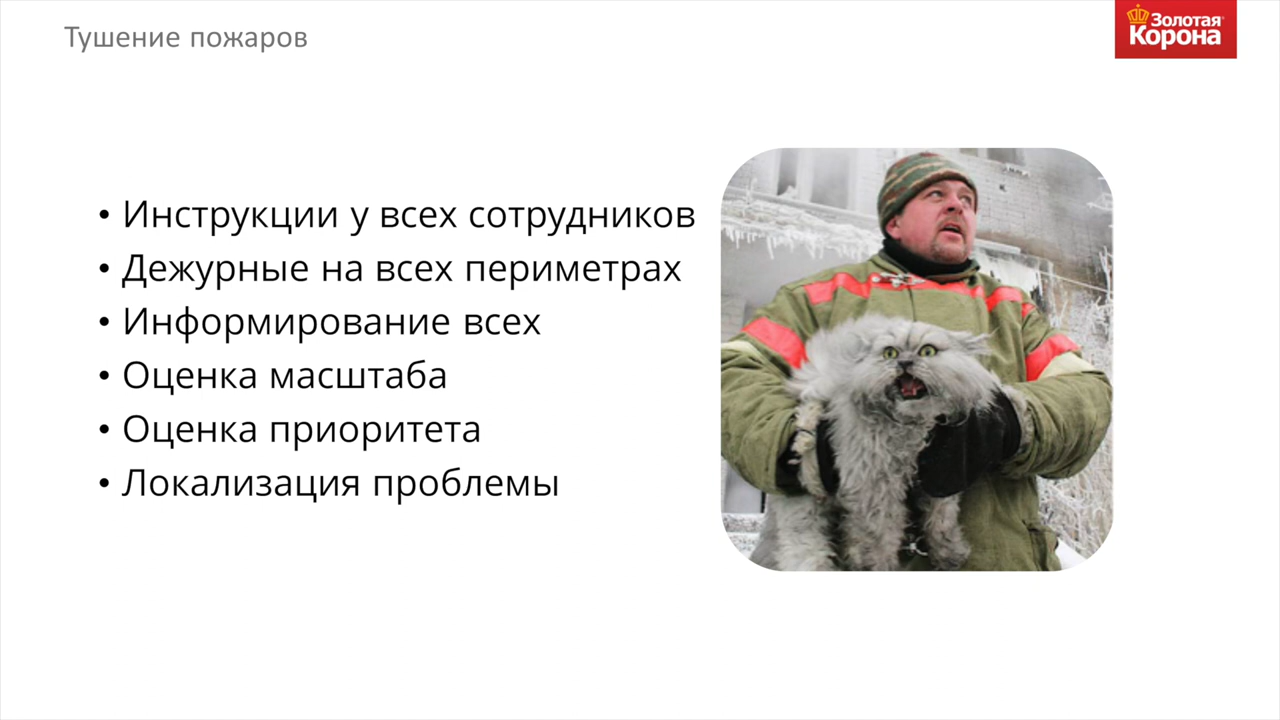 Тушение пожаров
Золотая
Корона
• Инструкции у всех сотрудников
• Дежурные на всех периметрах
• Информирование всех
• Оценка масштаба
• Оценка приоритета
• Локализация проблемы